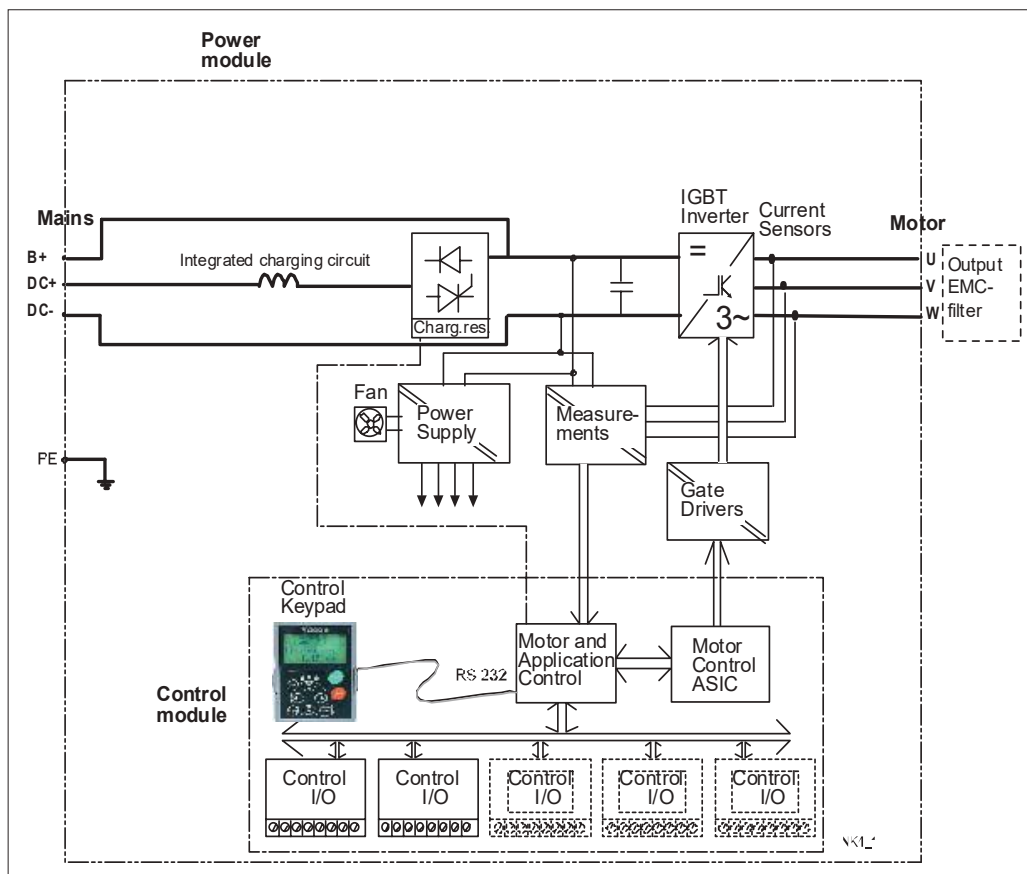 Power
module
IGBT
Inverter
Current
Sensors
Mains
Motor
B+
Integrated charging circuit
=
U
Output
DC+
V
EMC-
DC-
W
filter
Charg.res.
3~
Fan
Power
Supply
Measure-
ments
PE
Gate
Drivers
Control
Keypad
Motor and
Application
Control
Motor
Control
ASIC
RS 232
Control
module
Control
I/O
Control
I/O
Control
I/O
Control
I/O
Control
I/O